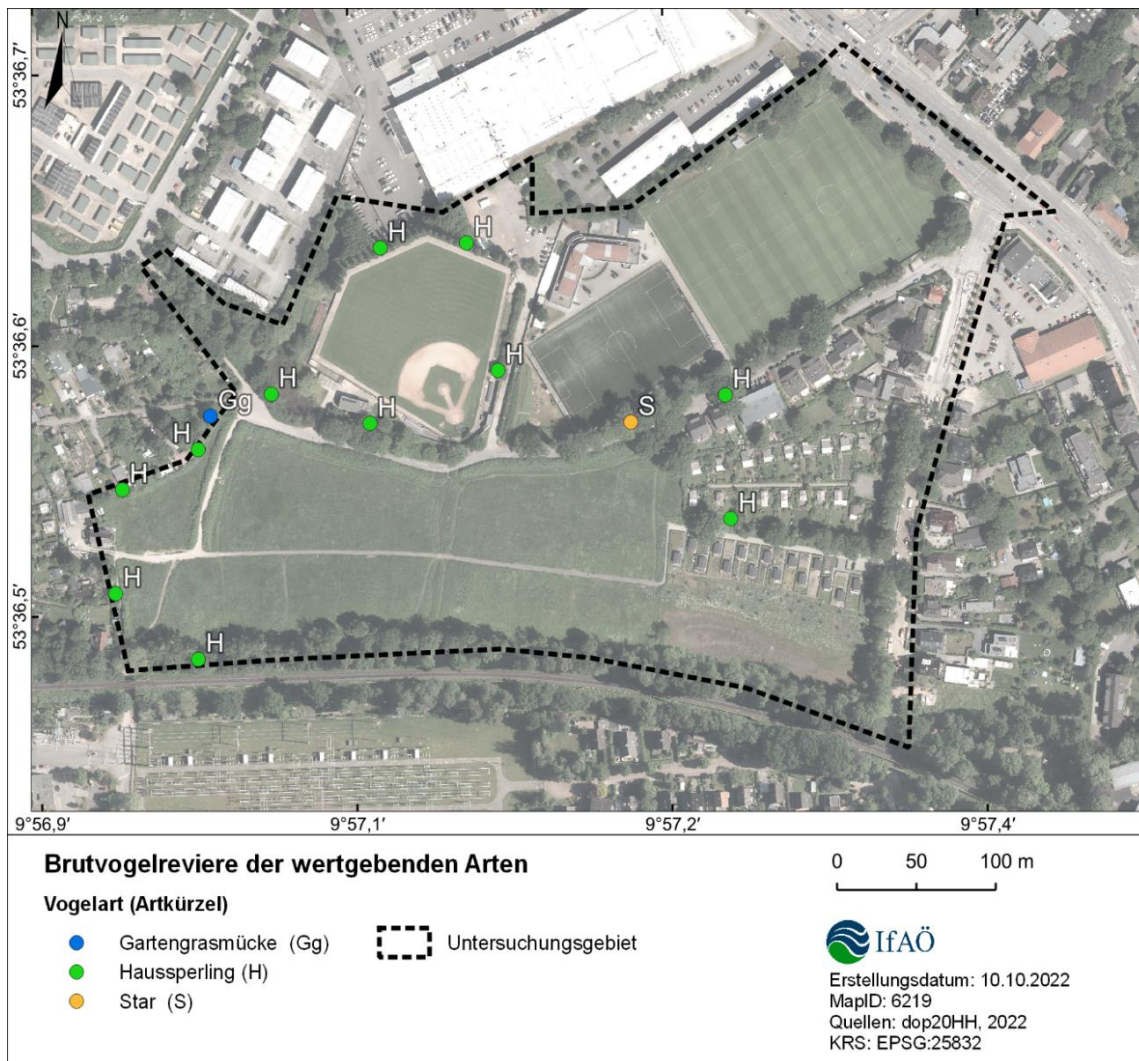 N
53°36,7'
53°36,6'
53°36,5'
H
H
H
H
H
H
S
Gg
H
H
H
H
H
9°56,9'
9°57,1'
9°57,2'
9°57,4'
Brutvogelreviere der wertgebenden Arten
Vogelart (Artkürzel)
Gartengrasmücke (Gg)
Haussperling (H)
Star (S)
Untersuchungsgebiet
0 50 100 m
IfAÖ
Erstellungsdatum: 10.10.2022
MapID: 6219
Quellen: dop20HH, 2022
KRS: EPSG:25832